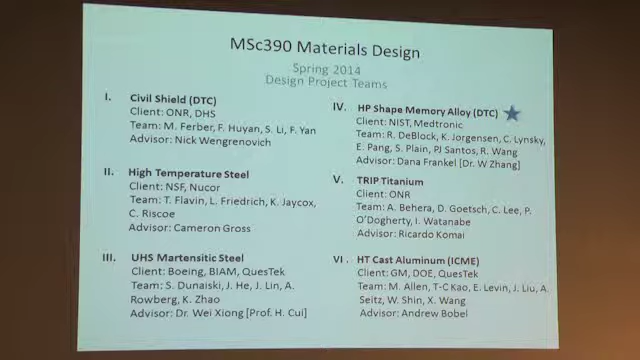 MSc390 Materials Design
Spring 2014
Design Project Teams
I. Civil Shield (DTC)
Client: ONR, DHS
Team: M. Ferber, F. Huyan, S. Li, F. Yan
Advisor: Nick Wengrenovich
II. High Temperature Steel
Client: NSF, Nucor
Team: T. Flavin, L. Friedrich, K. Jaycox,
C. Riscoe
Advisor: Cameron Gross
III. UHS Martensitic Steel
Client: Boeing, BIAM, QuesTek
Team: S. Dunaiski, J. He, J. Lin, A.
Rowberg, K. Zhao
Advisor: Dr. Wei Xiong [Prof. H. Cui]
IV. HP Shape Memory Alloy (DTC)
Client: NIST, Medtronic
Team: R. DeBlock, K. Jorgensen, C. Lynsky,
E. Pang, S. Plain, PJ Santos, R. Wang
Advisor: Dana Frankel [Dr. W Zhang]
V. TRIP Titanium
Client: ONR
Team: A. Behera, D. Goetsch, C. Lee, P.
O'Dogherty, I. Watanabe
Advisor: Ricardo Komai
VI. HT Cast Aluminum (ICME)
Client: GM, DOE, QuesTek
Team: M. Allen, T-C Kao, E. Levin, J. Liu, A.
Seitz, W. Shin, X. Wang
Advisor: Andrew Bobel